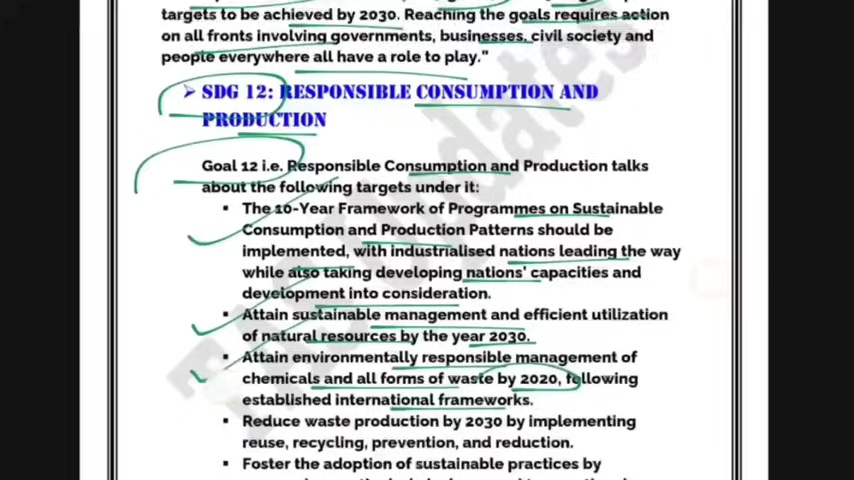 targets to be achieved by 2030. Reaching the goals requires action
on all fronts involving governments, businesses, civil society and
people everywhere all have a role to play."
➢ SDG 12: RESPONSIBLE CONSUMPTION AND
PRODUCTION
Goal 12 i.e. Responsible Consumption and Production talks
about the following targets under it:
▪ The 10-Year Framework of Programmes on Sustainable
Consumption and Production Patterns should be
implemented, with industrialised nations leading the way
while also taking developing nations' capacities and
development into consideration.
▪ Attain sustainable management and efficient utilization
of natural resources by the year 2030.
▪ Attain environmentally responsible management of
chemicals and all forms of waste by 2020, following
established international frameworks.
▪ Reduce waste production by 2030 by implementing
reuse, recycling, prevention, and reduction.
▪ Foster the adoption of sustainable practices by